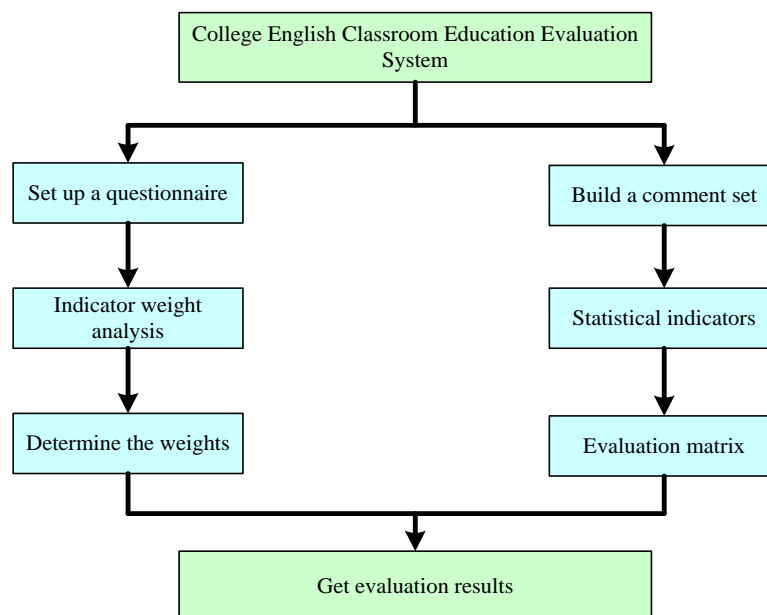 College English Classroom Education Evaluation
System
Set up a questionnaire
Build a comment set
Indicator weight
analysis
Statistical indicators
Determine the weights
Evaluation matrix
Get evaluation results